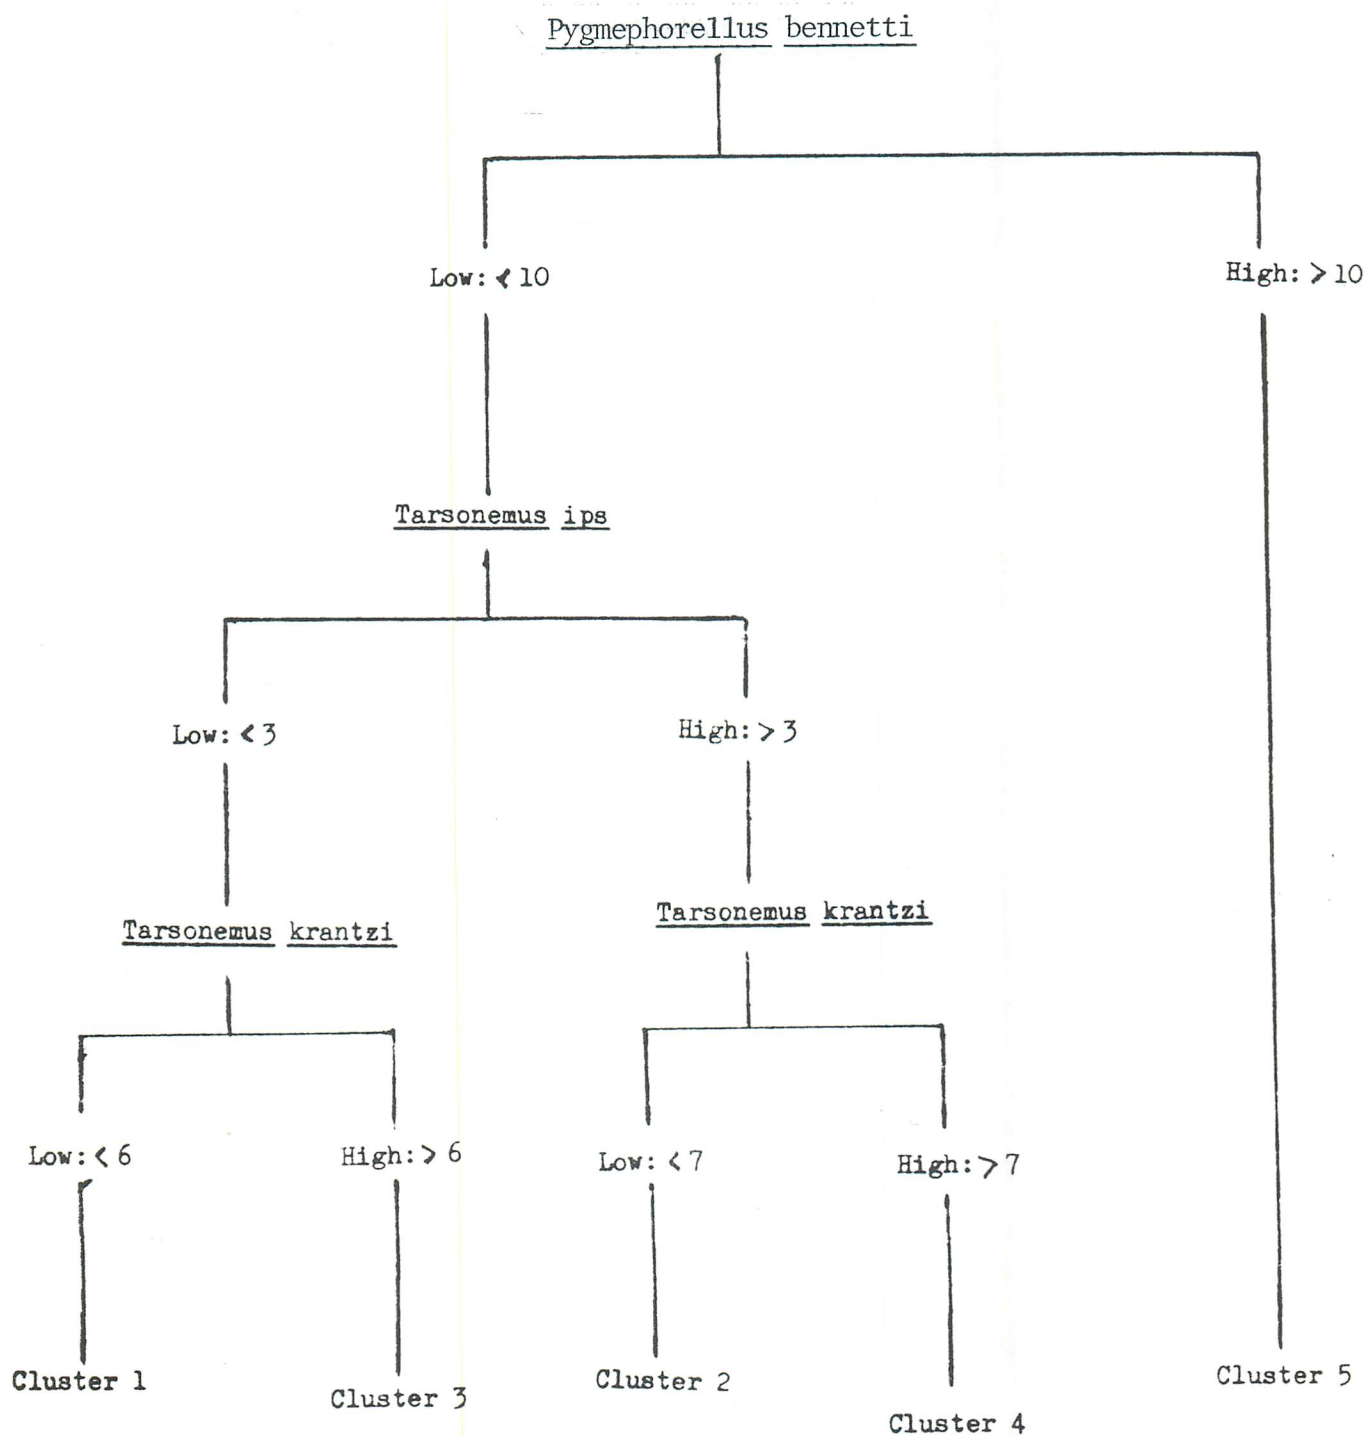 Pygmephorellus bennetti
Low: < 10
High: > 10
Tarsonemus ips
Low: < 3
High: > 3
Tarsonemus krantzi
Tarsonemus krantzi
Low: < 6
High: > 6
Low: < 7
High: > 7
Cluster 1
Cluster 3
Cluster 2
Cluster 4
Cluster 5